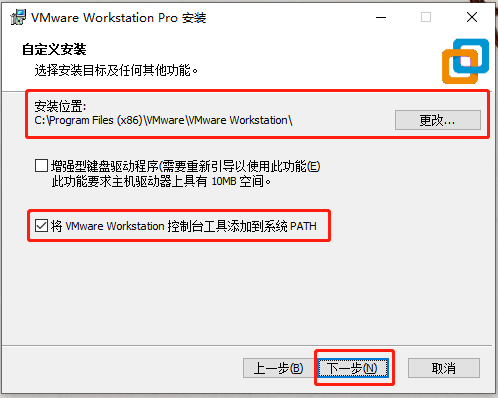 VMware Workstation Pro 安装
自定义安装
选择安装目标及任何其他功能。
安装位置:
C:\Program Files (x86)\VMware\VMware Workstation\
更改...
增强型键盘驱动程序(需要重新引导以使用此功能(E)
此功能要求主机驱动器上具有 10MB 空间。
将 VMware Workstation 控制台工具添加到系统 PATH
上一步(B)
下一步(N)
取消